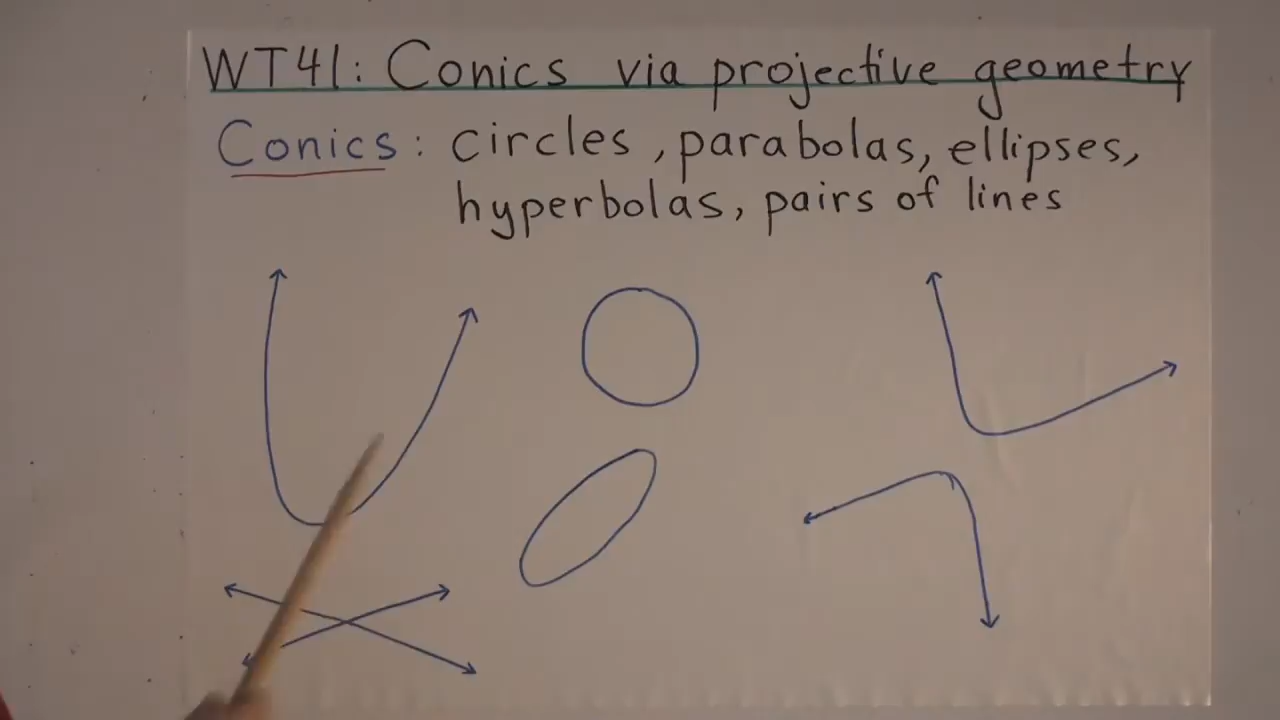 WT41: Conics via projective geometry
Conics: circles, parabolas, ellipses,
hyperbolas, pairs of lines